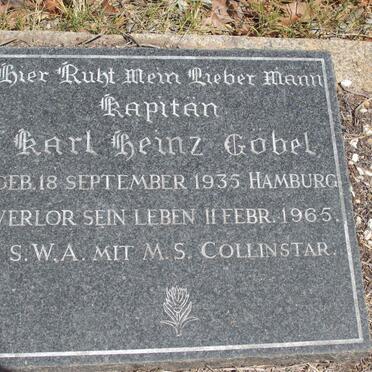 Hier Ruht Mein Lieber Mann
Kapitän
Karl Heinz Göbel
GEB. 18 SEPTEMBER 1935 HAMBURG
VERLOR SEIN LEBEN 11 FEBR. 1965.
S.W.A. MIT M.S. COLLINSTAR.